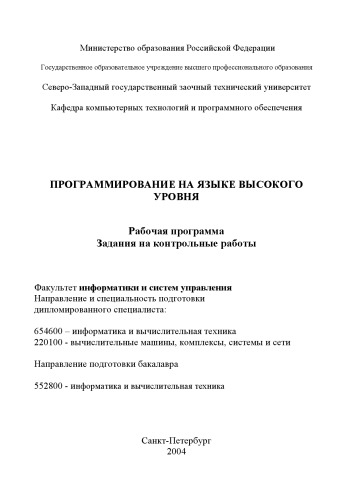 Министерство образования Российской Федерации
Государственное образовательное учреждение высшего профессионального образования
Северо-Западный государственный заочный технический университет
Кафедра компьютерных технологий и программного обеспечения
ПРОГРАММИРОВАНИЕ НА ЯЗЫКЕ ВЫСОКОГО
УРОВНЯ
Рабочая программа
Задания на контрольные работы
Факультет информатики и систем управления
Направление и специальность подготовки
дипломированного специалиста:
654600 – информатика и вычислительная техника
220100 - вычислительные машины, комплексы, системы и сети
Направление подготовки бакалавра
552800 - информатика и вычислительная техника
Санкт-Петербург
2004